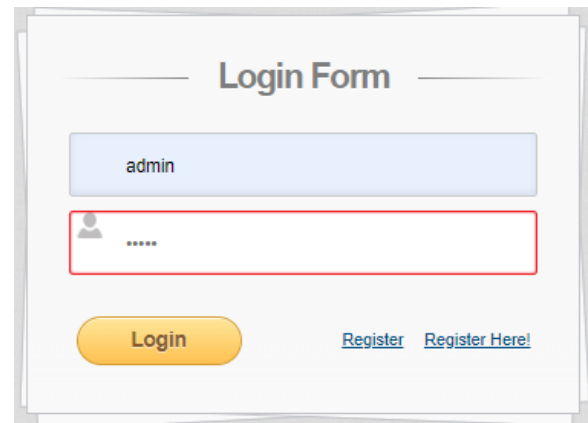 Login Form
admin
•••••
Login Register Register Here!